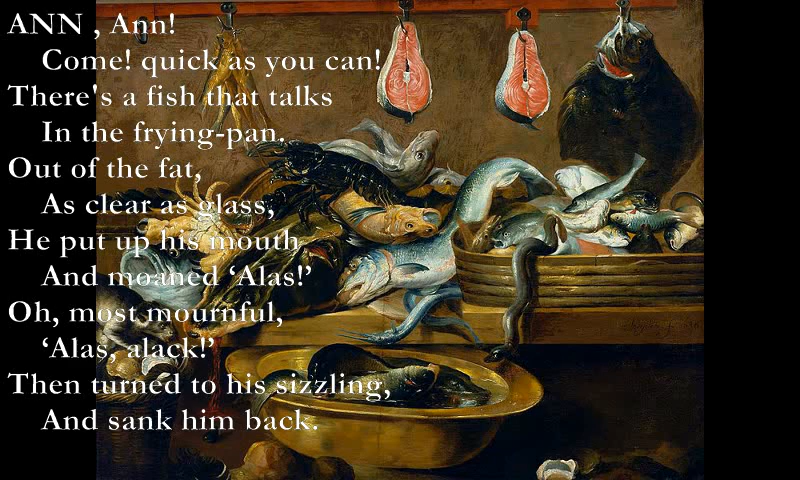 ANN , Ann!
Come! quick as you can!
There's a fish that talks
In the frying-pan.
Out of the fat,
As clear as glass,
He put up his mouth
And moaned ‘Alas!’
Oh, most mournful,
‘Alas, alack!’
Then turned to his sizzling,
And sank him back.